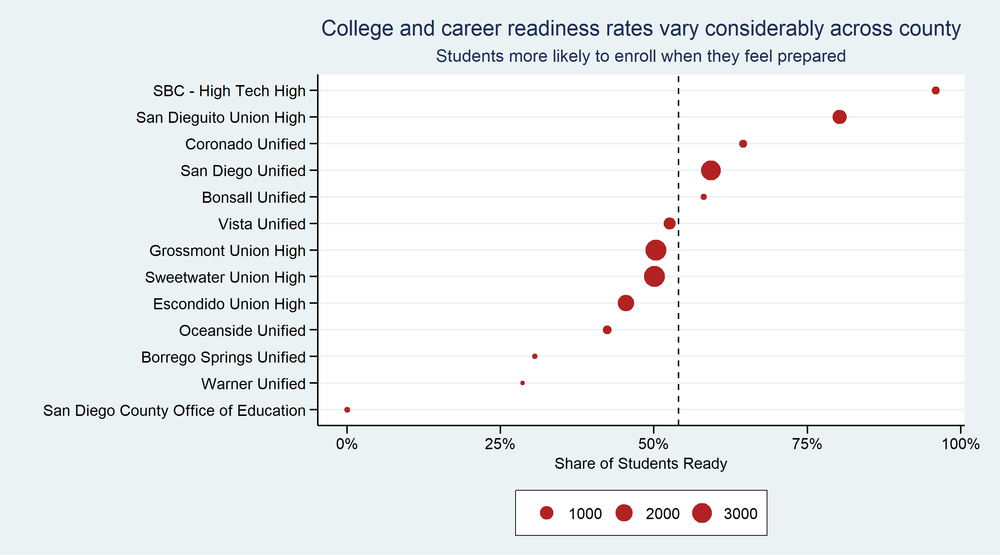 College and career readiness rates vary considerably across county
Students more likely to enroll when they feel prepared
SBC - High Tech High
San Dieguito Union High
Coronado Unified
San Diego Unified
Bonsall Unified
Vista Unified
Grossmont Union High
Sweetwater Union High
Escondido Union High
Oceanside Unified
Borrego Springs Unified
Warner Unified
San Diego County Office of Education
0% 25% 50% 75% 100%
Share of Students Ready
1000 2000 3000